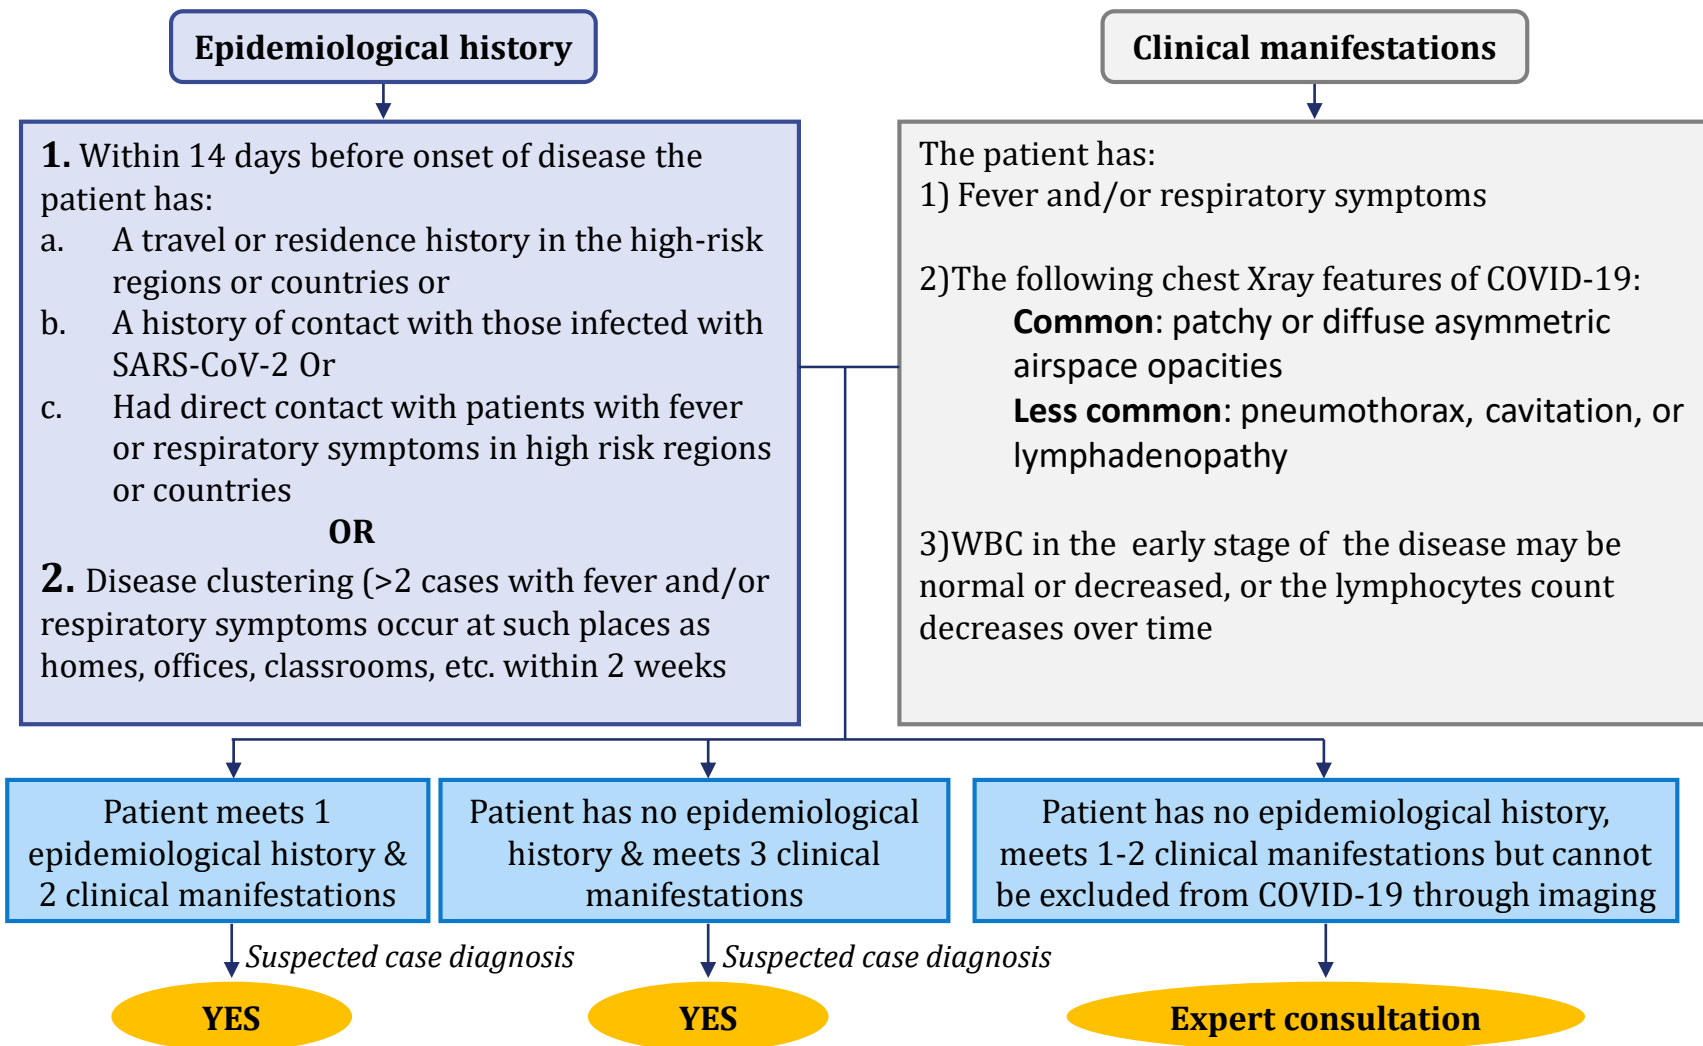 Epidemiological history
1. Within 14 days before onset of disease the
patient has:
a. A travel or residence history in the high-risk
regions or countries or
b. A history of contact with those infected with
SARS-CoV-2 Or
c. Had direct contact with patients with fever
or respiratory symptoms in high risk regions
or countries
OR
2. Disease clustering (>2 cases with fever and/or
respiratory symptoms occur at such places as
homes, offices, classrooms, etc. within 2 weeks
Clinical manifestations
The patient has:
1) Fever and/or respiratory symptoms
2)The following chest Xray features of COVID-19:
Common: patchy or diffuse asymmetric
airspace opacities
Less common: pneumothorax, cavitation, or
lymphadenopathy
3)WBC in the early stage of the disease may be
normal or decreased, or the lymphocytes count
decreases over time
Patient meets 1
epidemiological history &
2 clinical manifestations
Suspected case diagnosis
YES
Patient has no epidemiological
history & meets 3 clinical
manifestations
Suspected case diagnosis
YES
Patient has no epidemiological history,
meets 1-2 clinical manifestations but cannot
be excluded from COVID-19 through imaging
Expert consultation